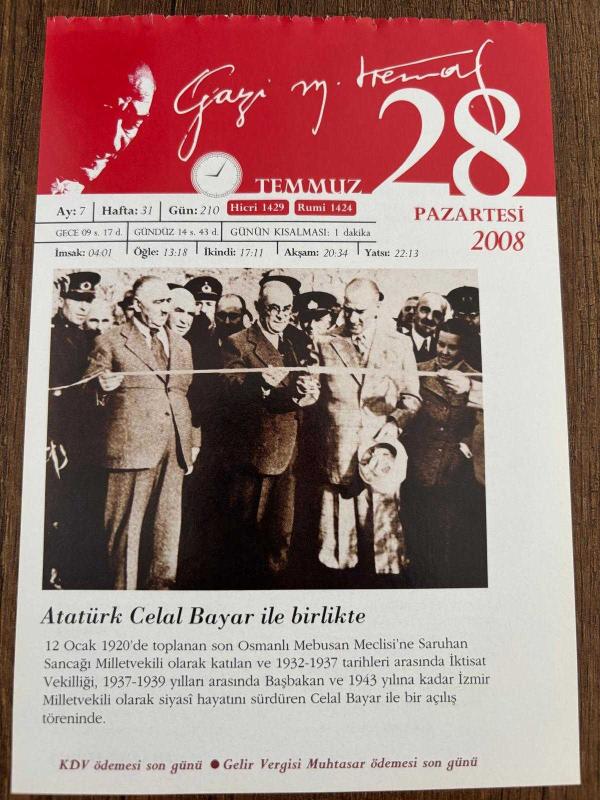 Gazi M. Kemal
28
TEMMUZ
PAZARTESİ
2008
Ay: 7 Hafta: 31 Gün: 210 Hicri 1429 Rumi 1424
GECE 09 s. 17 d. GÜNDÜZ 14 s. 43 d. GÜNÜN KISALMASI: 1 dakika
İmsak: 04:01 Öğle: 13:18 İkindi: 17:11 Akşam: 20:34 Yatsı: 22:13
Atatürk Celal Bayar ile birlikte
12 Ocak 1920'de toplanan son Osmanlı Mebusan Meclisi'ne Saruhan
Sancağı Milletvekili olarak katılan ve 1932-1937 tarihleri arasında İktisat
Vekilliği, 1937-1939 yılları arasında Başbakan ve 1943 yılına kadar İzmir
Milletvekili olarak siyasî hayatını sürdüren Celal Bayar ile bir açılış
töreninde.
KDV ödemesi son günü ● Gelir Vergisi Muhtasar ödemesi son günü